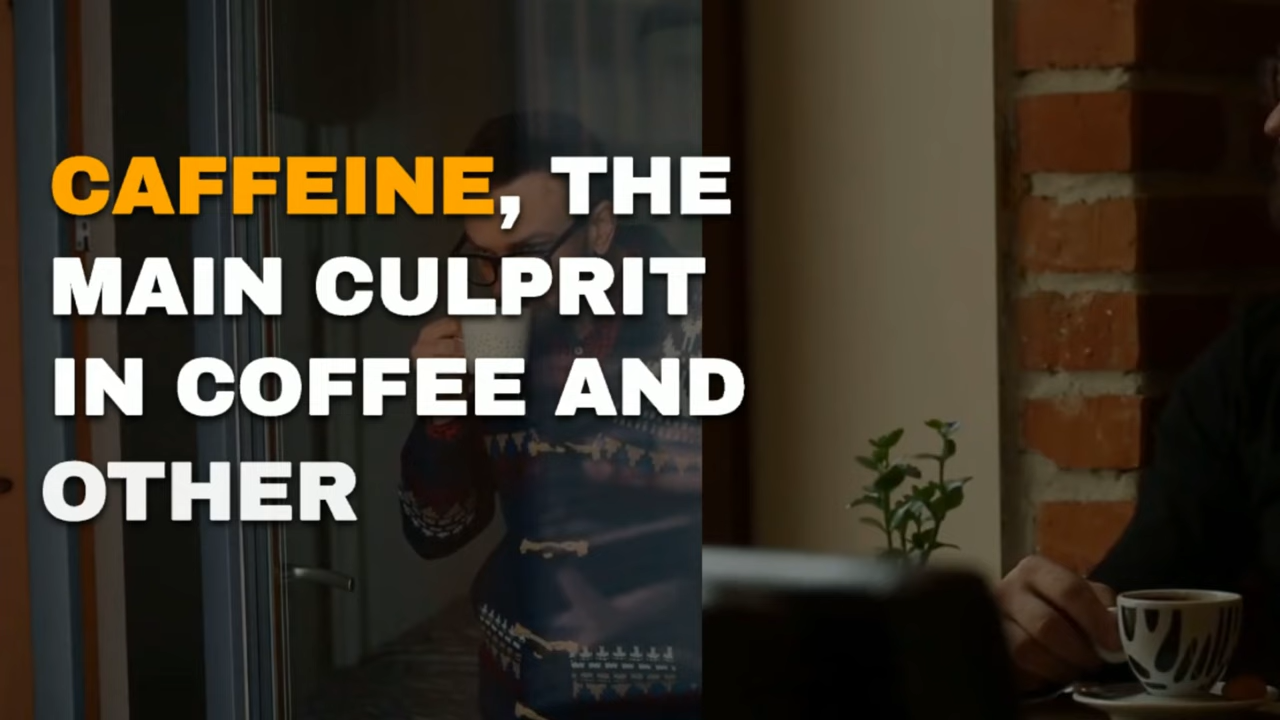 CAFFEINE, THE
MAIN CULPRIT
IN COFFEE AND
OTHER